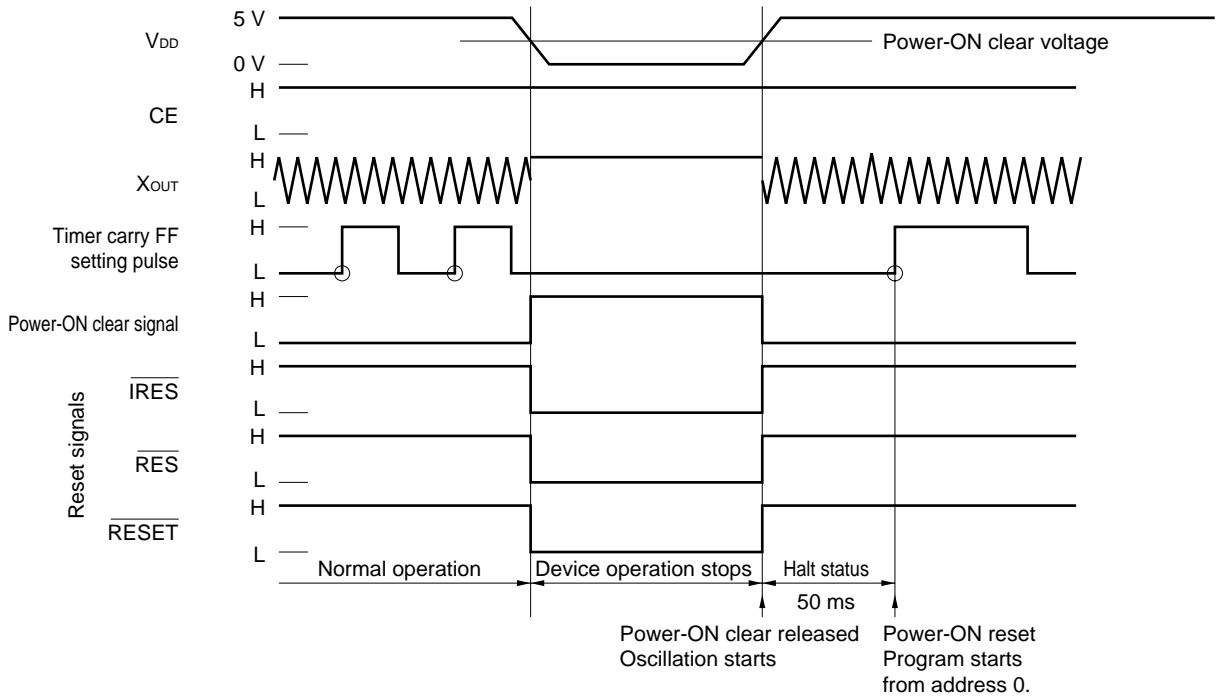 5 V
VDD
Power-ON clear voltage
0 V
H
CE
L
H
XOUT
L
H
Timer carry FF
setting pulse
L
H
Power-ON clear signal
L
H
IRES
L
H
RES
L
H
RESET
L
Reset signals
Normal operation
Device operation stops
Halt status
50 ms
Power-ON clear released
Oscillation starts
Power-ON reset
Program starts
from address 0.